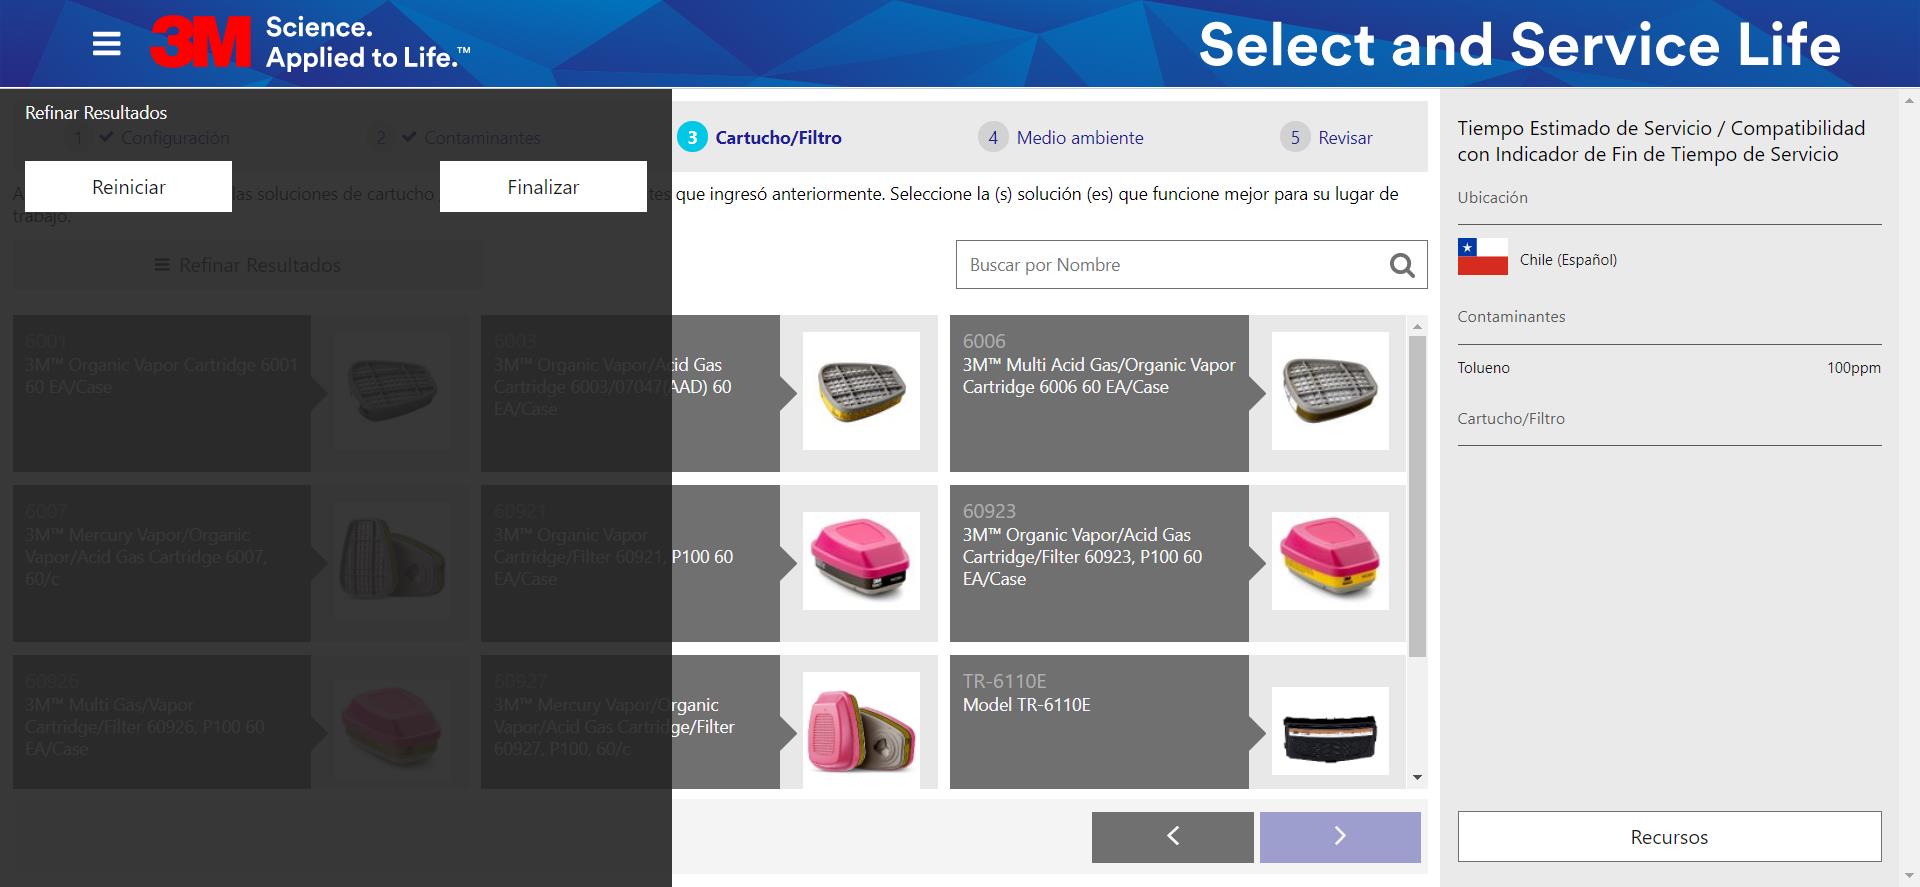 3M Science.
Applied to Life.™
Select and Service Life
Refinar Resultados
1 Configuración
2 Contaminantes
3 Cartucho/Filtro
4 Medio ambiente
5 Revisar
Reiniciar
Finalizar
las soluciones de cartucho
que ingresó anteriormente. Seleccione la (s) solución (es) que funcione mejor para su lugar de
trabajo.
Refinar Resultados
Buscar por Nombre
6001
3M™ Organic Vapor Cartridge 6001
60 EA/Case
6003
3M™ Organic Vapor/Acid Gas
Cartridge 6003/07047(AAD) 60
EA/Case
6006
3M™ Multi Acid Gas/Organic Vapor
Cartridge 6006 60 EA/Case
6007
3M™ Mercury Vapor/Organic
Vapor/Acid Gas Cartridge 6007,
60/c
60921
3M™ Organic Vapor
Cartridge/Filter 60921, P100 60
EA/Case
60923
3M™ Organic Vapor/Acid Gas
Cartridge/Filter 60923, P100 60
EA/Case
60926
3M™ Multi Gas/Vapor
Cartridge/Filter 60926, P100 60
EA/Case
60927
3M™ Mercury Vapor/Organic
Vapor/Acid Gas Cartridge/Filter
60927, P100, 60/c
TR-6110E
Model TR-6110E
Tiempo Estimado de Servicio / Compatibilidad
con Indicador de Fin de Tiempo de Servicio
Ubicación
Chile (Español)
Contaminantes
Tolueno 100ppm
Cartucho/Filtro
Recursos